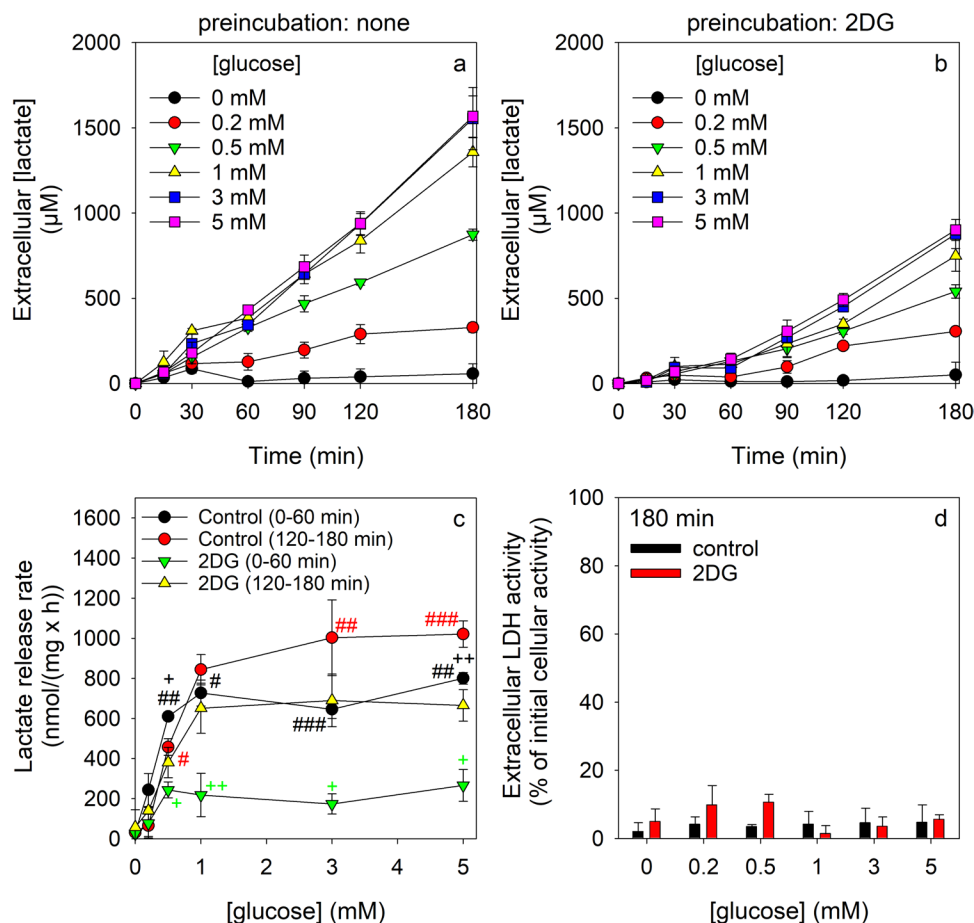 preincubation: none
a
2000
1500
1000
500
0
Extracellular [lactate]
(µM)
[glucose]
0 mM
0.2 mM
0.5 mM
1 mM
3 mM
5 mM
0 30 60 90 120 180
Time (min)
preincubation: 2DG
b
2000
1500
1000
500
0
Extracellular [lactate]
(µM)
[glucose]
0 mM
0.2 mM
0.5 mM
1 mM
3 mM
5 mM
0 30 60 90 120 180
Time (min)
c
1600
1400
1200
1000
800
600
400
200
0
Lactate release rate
(nmol/(mg x h))
Control (0-60 min)
Control (120-180 min)
2DG (0-60 min)
2DG (120-180 min)
##
###
++
##
+
##
#
###
#
+
++
+
+
0 1 2 3 4 5
[glucose] (mM)
d
100
80
60
40
20
0
Extracellular LDH activity
(% of initial cellular activity)
180 min
control
2DG
0 0.2 0.5 1 3 5
[glucose] (mM)